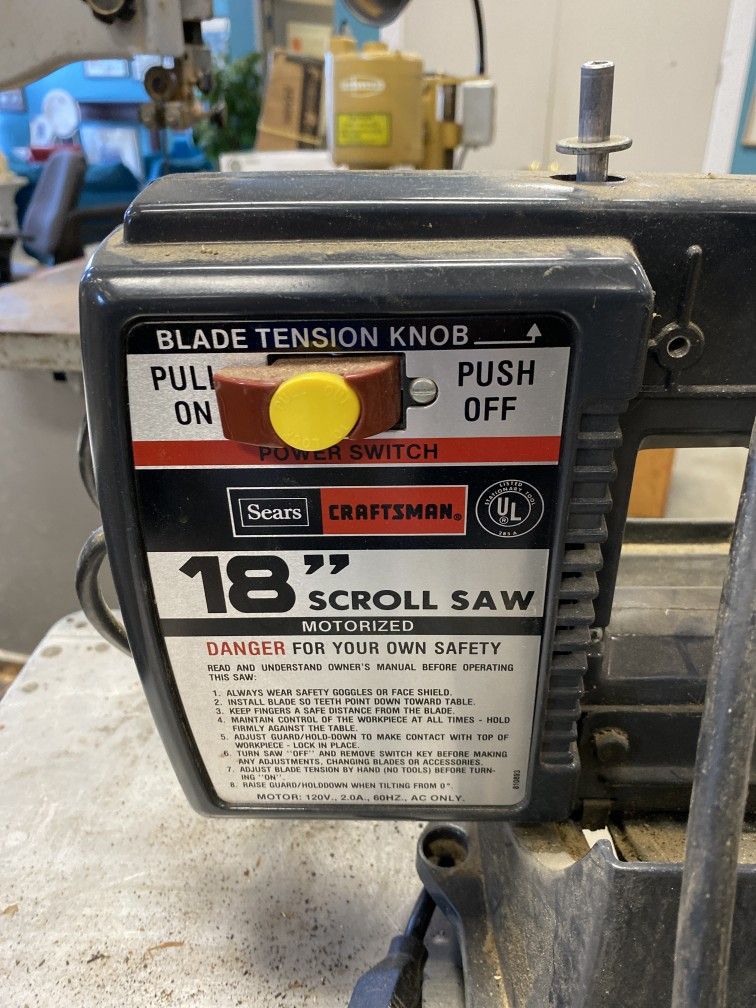 BLADE TENSION KNOB
PULL
ON
PUSH
OFF
POWER SWITCH
Sears CRAFTSMAN®
LISTED
STATIONARY TOOL
UL
®
18”
SCROLL SAW
MOTORIZED
DANGER FOR YOUR OWN SAFETY
READ AND UNDERSTAND OWNER'S MANUAL BEFORE OPERATING
THIS SAW:
1. ALWAYS WEAR SAFETY GOGGLES OR FACE SHIELD.
2. INSTALL BLADE SO TEETH POINT DOWN TOWARD TABLE.
3. KEEP FINGERS A SAFE DISTANCE FROM THE BLADE.
4. MAINTAIN CONTROL OF THE WORKPIECE AT ALL TIMES - HOLD
FIRMLY AGAINST THE TABLE.
5. ADJUST GUARD/HOLD-DOWN TO MAKE CONTACT WITH TOP OF
WORKPIECE - LOCK IN PLACE.
6. TURN SAW "OFF" AND REMOVE SWITCH KEY BEFORE MAKING
ANY ADJUSTMENTS, CHANGING BLADES OR ACCESSORIES.
7. ADJUST BLADE TENSION BY HAND (NO TOOLS) BEFORE TURN-
ING "ON".
8. RAISE GUARD/HOLDDOWN WHEN TILTING FROM 0°.
MOTOR: 120V., 2.0A., 60HZ., AC ONLY.